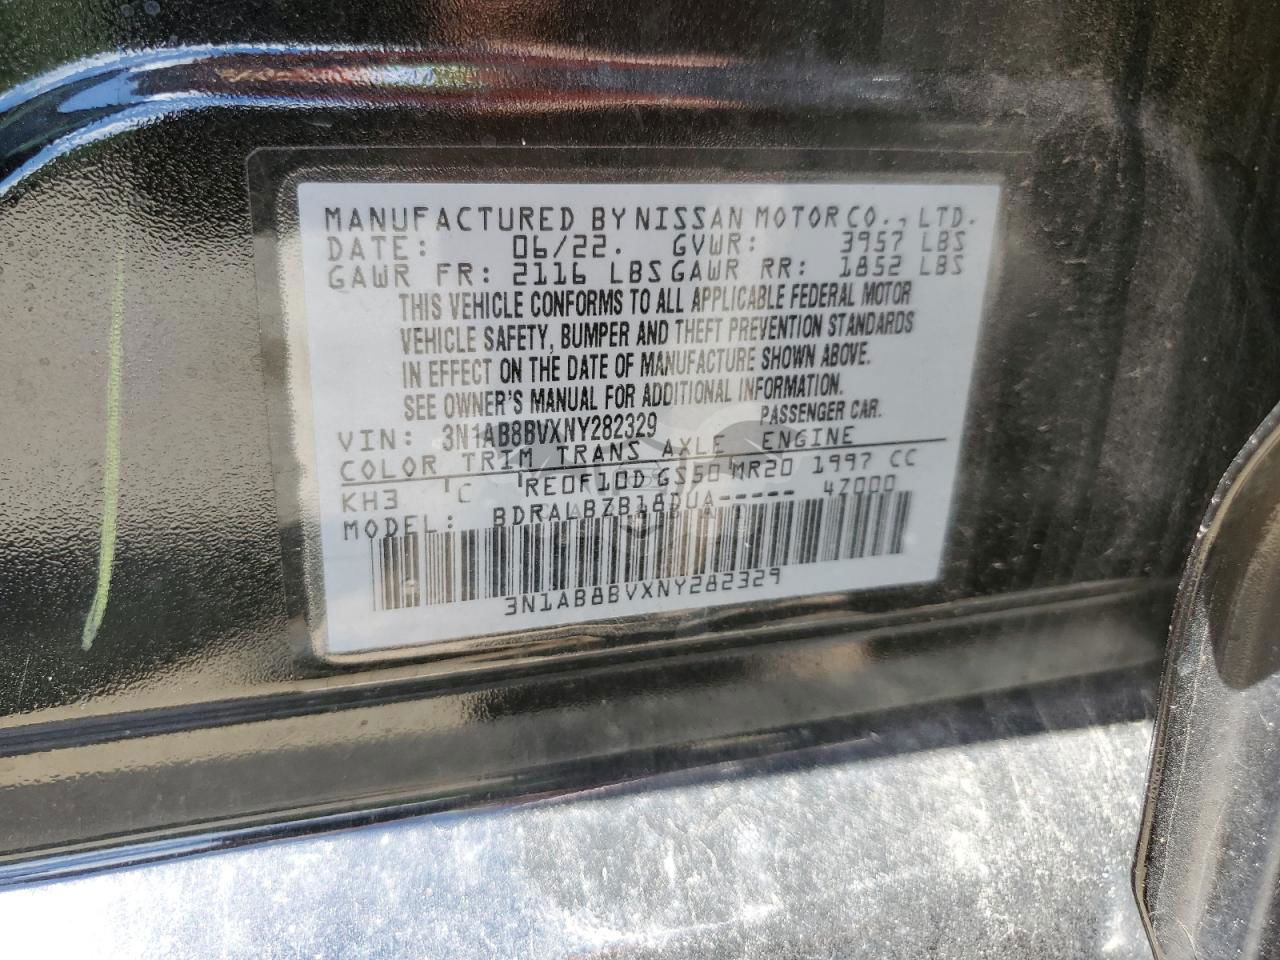 MANUFACTURED BY NISSAN MOTOR CO., LTD.
DATE: 06/22. GVWR: 3957 LBS
GAWR FR: 2116 LBS GAWR RR: 1852 LBS
THIS VEHICLE CONFORMS TO ALL APPLICABLE FEDERAL MOTOR
VEHICLE SAFETY, BUMPER AND THEFT PREVENTION STANDARDS
IN EFFECT ON THE DATE OF MANUFACTURE SHOWN ABOVE.
SEE OWNER'S MANUAL FOR ADDITIONAL INFORMATION.
VIN: 3N1AB8BVXNY282329 PASSENGER CAR.
COLOR TRIM TRANS AXLE ENGINE
KH3 C RE0F10D GS50 MR20 1997 CC
MODEL: BDRALBZB18DUA----- 47000
3N1AB8BVXNY282329